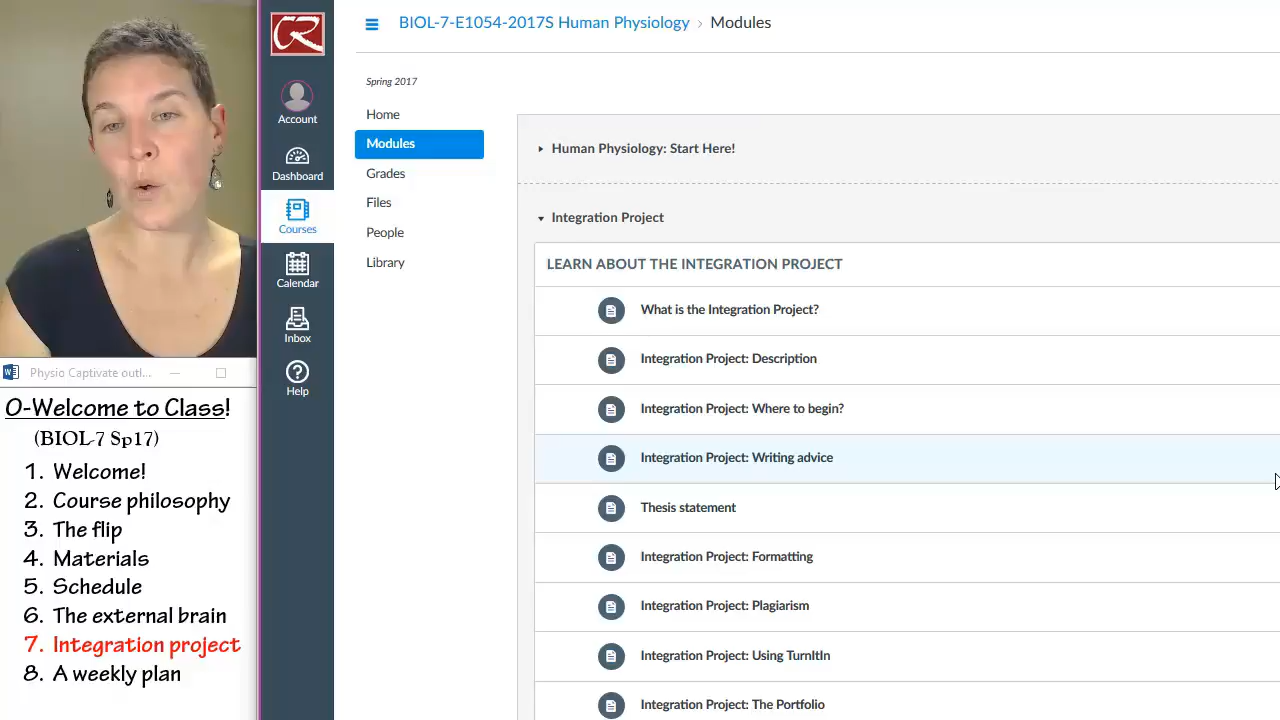 BIOL-7-E1054-2017S Human Physiology › Modules
Spring 2017
Home
Modules
Grades
Files
People
Library
CR
Account
Dashboard
Courses
Calendar
Inbox
Help
Human Physiology: Start Here!
Integration Project
LEARN ABOUT THE INTEGRATION PROJECT
What is the Integration Project?
Integration Project: Description
Integration Project: Where to begin?
Integration Project: Writing advice
Thesis statement
Integration Project: Formatting
Integration Project: Plagiarism
Integration Project: Using TurnItIn
Integration Project: The Portfolio
Physio Captivate outl...
O-Welcome to Class!
(BIOL-7 Sp17)
1. Welcome!
2. Course philosophy
3. The flip
4. Materials
5. Schedule
6. The external brain
7. Integration project
8. A weekly plan